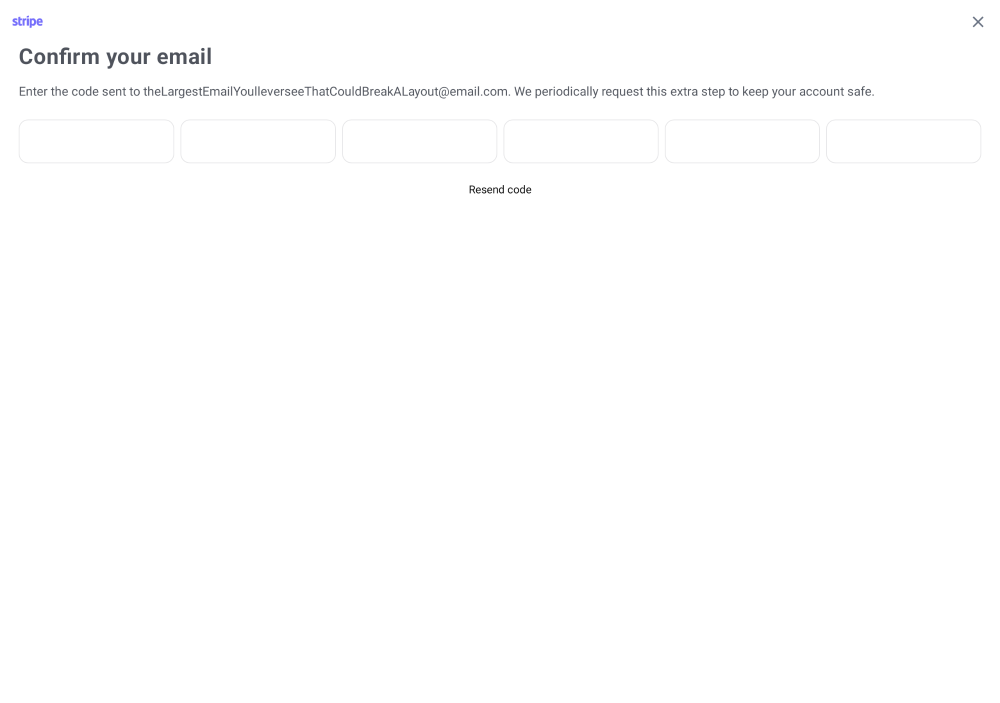 stripe
Confirm your email
Enter the code sent to theLargestEmailYoulleverseeThatCouldBreakALayout@email.com. We periodically request this extra step to keep your account safe.
Resend code